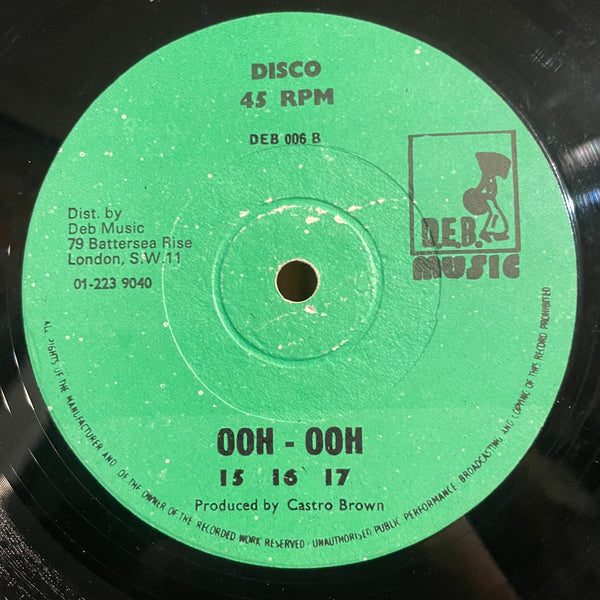 DISCO
45 RPM
DEB 006 B
Dist. by
Deb Music
79 Battersea Rise
London, S.W.11
01-223 9040
D.E.B.
MUSIC
OOH - OOH
15 16 17
Produced by Castro Brown
ALL RIGHTS OF THE MANUFACTURER AND OF THE OWNER OF THE RECORDED WORK RESERVED · UNAUTHORISED PUBLIC PERFORMANCE BROADCASTING AND COPYING OF THIS RECORD PROHIBITED